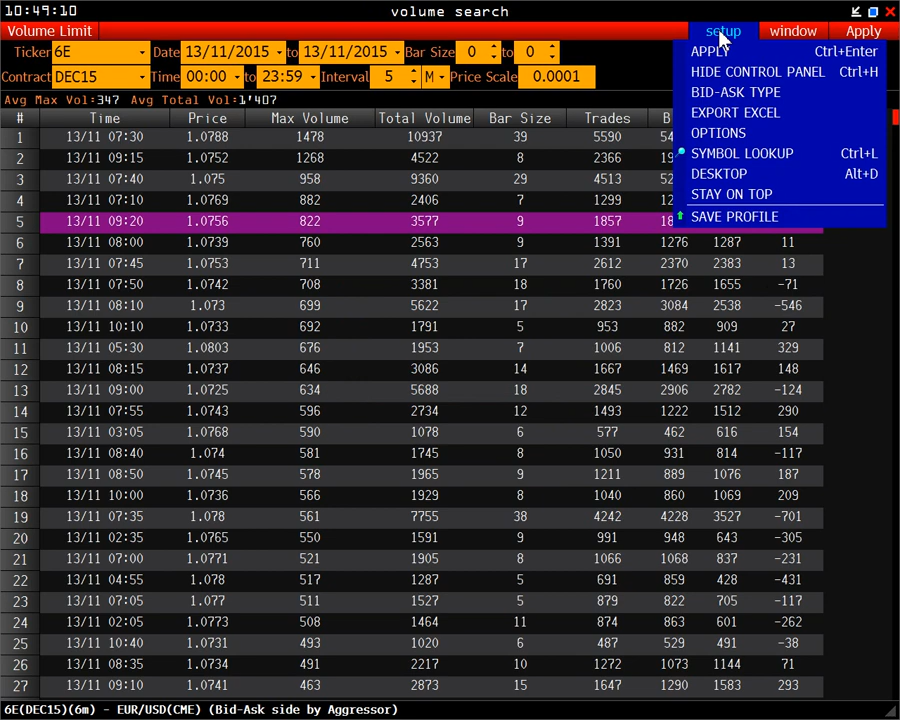 10:49:10 volume search
Volume Limit setup window Apply
Ticker 6E Date 13/11/2015 to 13/11/2015 Bar Size 0 to 0
Contract DEC15 Time 00:00 to 23:59 Interval 5 M Price Scale 0.0001
Avg Max Vol:347 Avg Total Vol:1'407
APPLY Ctrl+Enter
HIDE CONTROL PANEL Ctrl+H
BID-ASK TYPE
EXPORT EXCEL
OPTIONS
SYMBOL LOOKUP Ctrl+L
DESKTOP Alt+D
STAY ON TOP
SAVE PROFILE
# Time Price Max Volume Total Volume Bar Size Trades
1 13/11 07:30 1.0788 1478 10937 39 5590
2 13/11 09:15 1.0752 1268 4522 8 2366
3 13/11 07:40 1.075 958 9360 29 4513
4 13/11 07:10 1.0769 882 2406 7 1299
5 13/11 09:20 1.0756 822 3577 9 1857
6 13/11 08:00 1.0739 760 2563 9 1391 1276 1287 11
7 13/11 07:45 1.0753 711 4753 17 2612 2370 2383 13
8 13/11 07:50 1.0742 708 3381 18 1760 1726 1655 -71
9 13/11 08:10 1.073 699 5622 17 2823 3084 2538 -546
10 13/11 10:10 1.0733 692 1791 5 953 882 909 27
11 13/11 05:30 1.0803 676 1953 7 1006 812 1141 329
12 13/11 08:15 1.0737 646 3086 14 1667 1469 1617 148
13 13/11 09:00 1.0725 634 5688 18 2845 2906 2782 -124
14 13/11 07:55 1.0743 596 2734 12 1493 1222 1512 290
15 13/11 03:05 1.0768 590 1078 6 577 462 616 154
16 13/11 08:40 1.074 581 1745 8 1050 931 814 -117
17 13/11 08:50 1.0745 578 1965 9 1211 889 1076 187
18 13/11 10:00 1.0736 566 1929 8 1040 860 1069 209
19 13/11 07:35 1.078 561 7755 38 4242 4228 3527 -701
20 13/11 02:35 1.0765 550 1591 9 991 948 643 -305
21 13/11 07:00 1.0771 521 1905 8 1066 1068 837 -231
22 13/11 04:55 1.078 517 1287 5 691 859 428 -431
23 13/11 07:05 1.077 511 1527 5 879 822 705 -117
24 13/11 02:05 1.0773 508 1464 11 874 863 601 -262
25 13/11 10:40 1.0731 493 1020 6 487 529 491 -38
26 13/11 08:35 1.0734 491 2217 10 1272 1073 1144 71
27 13/11 09:10 1.0741 463 2873 15 1647 1290 1583 293
6E(DEC15)(6m) - EUR/USD(CME) (Bid-Ask side by Aggressor)